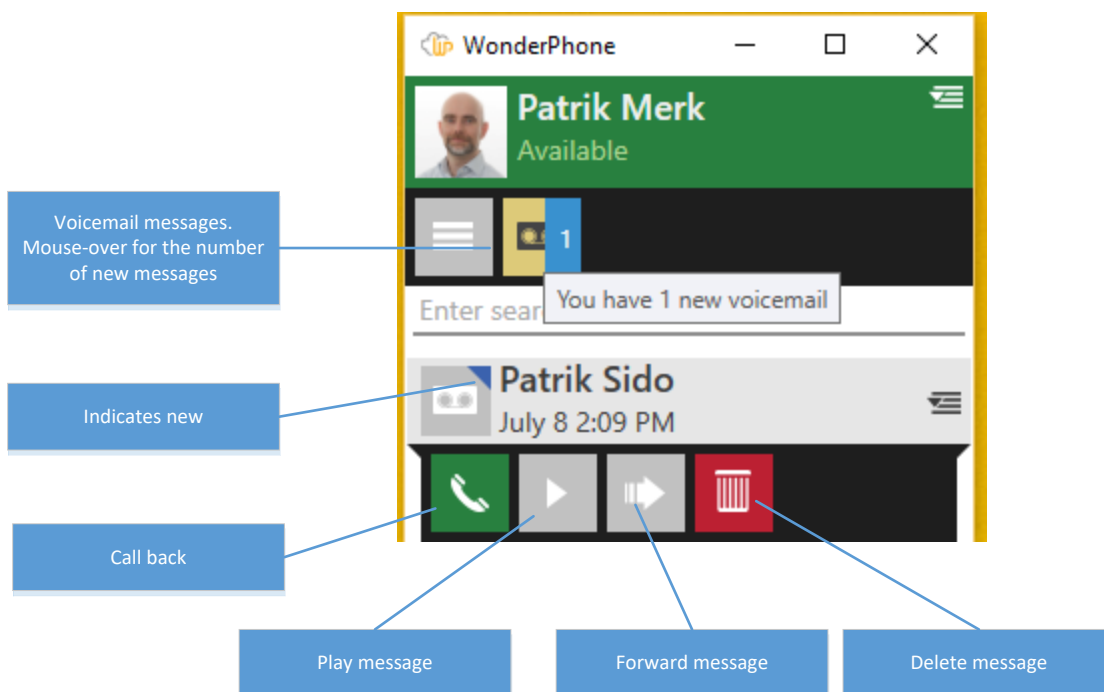 WonderPhone
Patrik Merk
Available
Voicemail messages.
Mouse-over for the number
of new messages
1
You have 1 new voicemail
Enter sear
Patrik Sido
July 8 2:09 PM
Indicates new
Call back
Play message
Forward message
Delete message